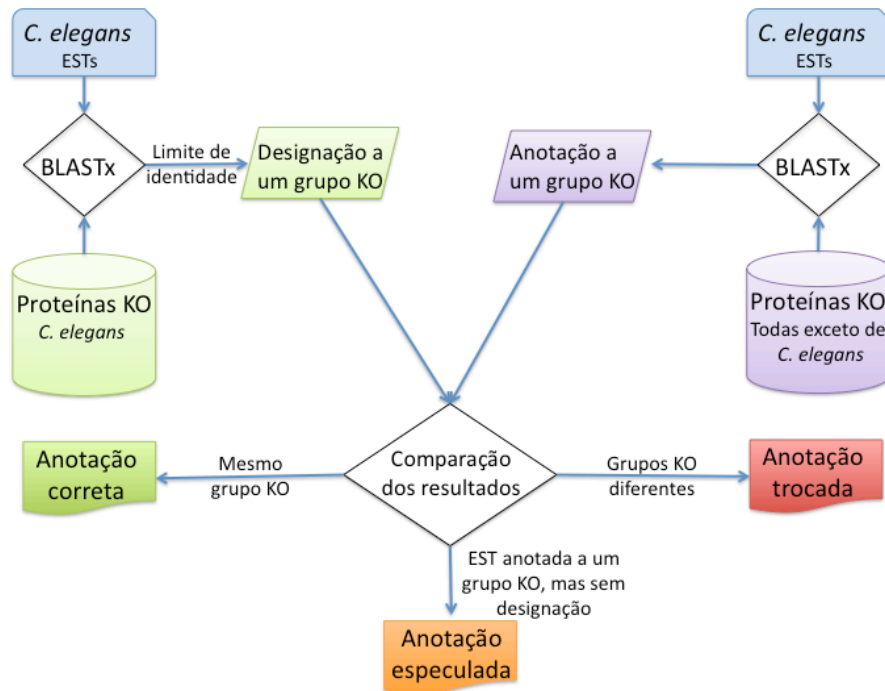 C. elegans
ESTs
BLASTx
Limite de
identidade
Designação a
um grupo KO
Proteínas KO
C. elegans
C. elegans
ESTs
BLASTx
Anotação a
um grupo KO
Proteínas KO
Todas exceto de
C. elegans
Comparação
dos resultados
Mesmo
grupo KO
Anotação
correta
Grupos KO
diferentes
Anotação
trocada
EST anotada a um
grupo KO, mas sem
designação
Anotação
especulada